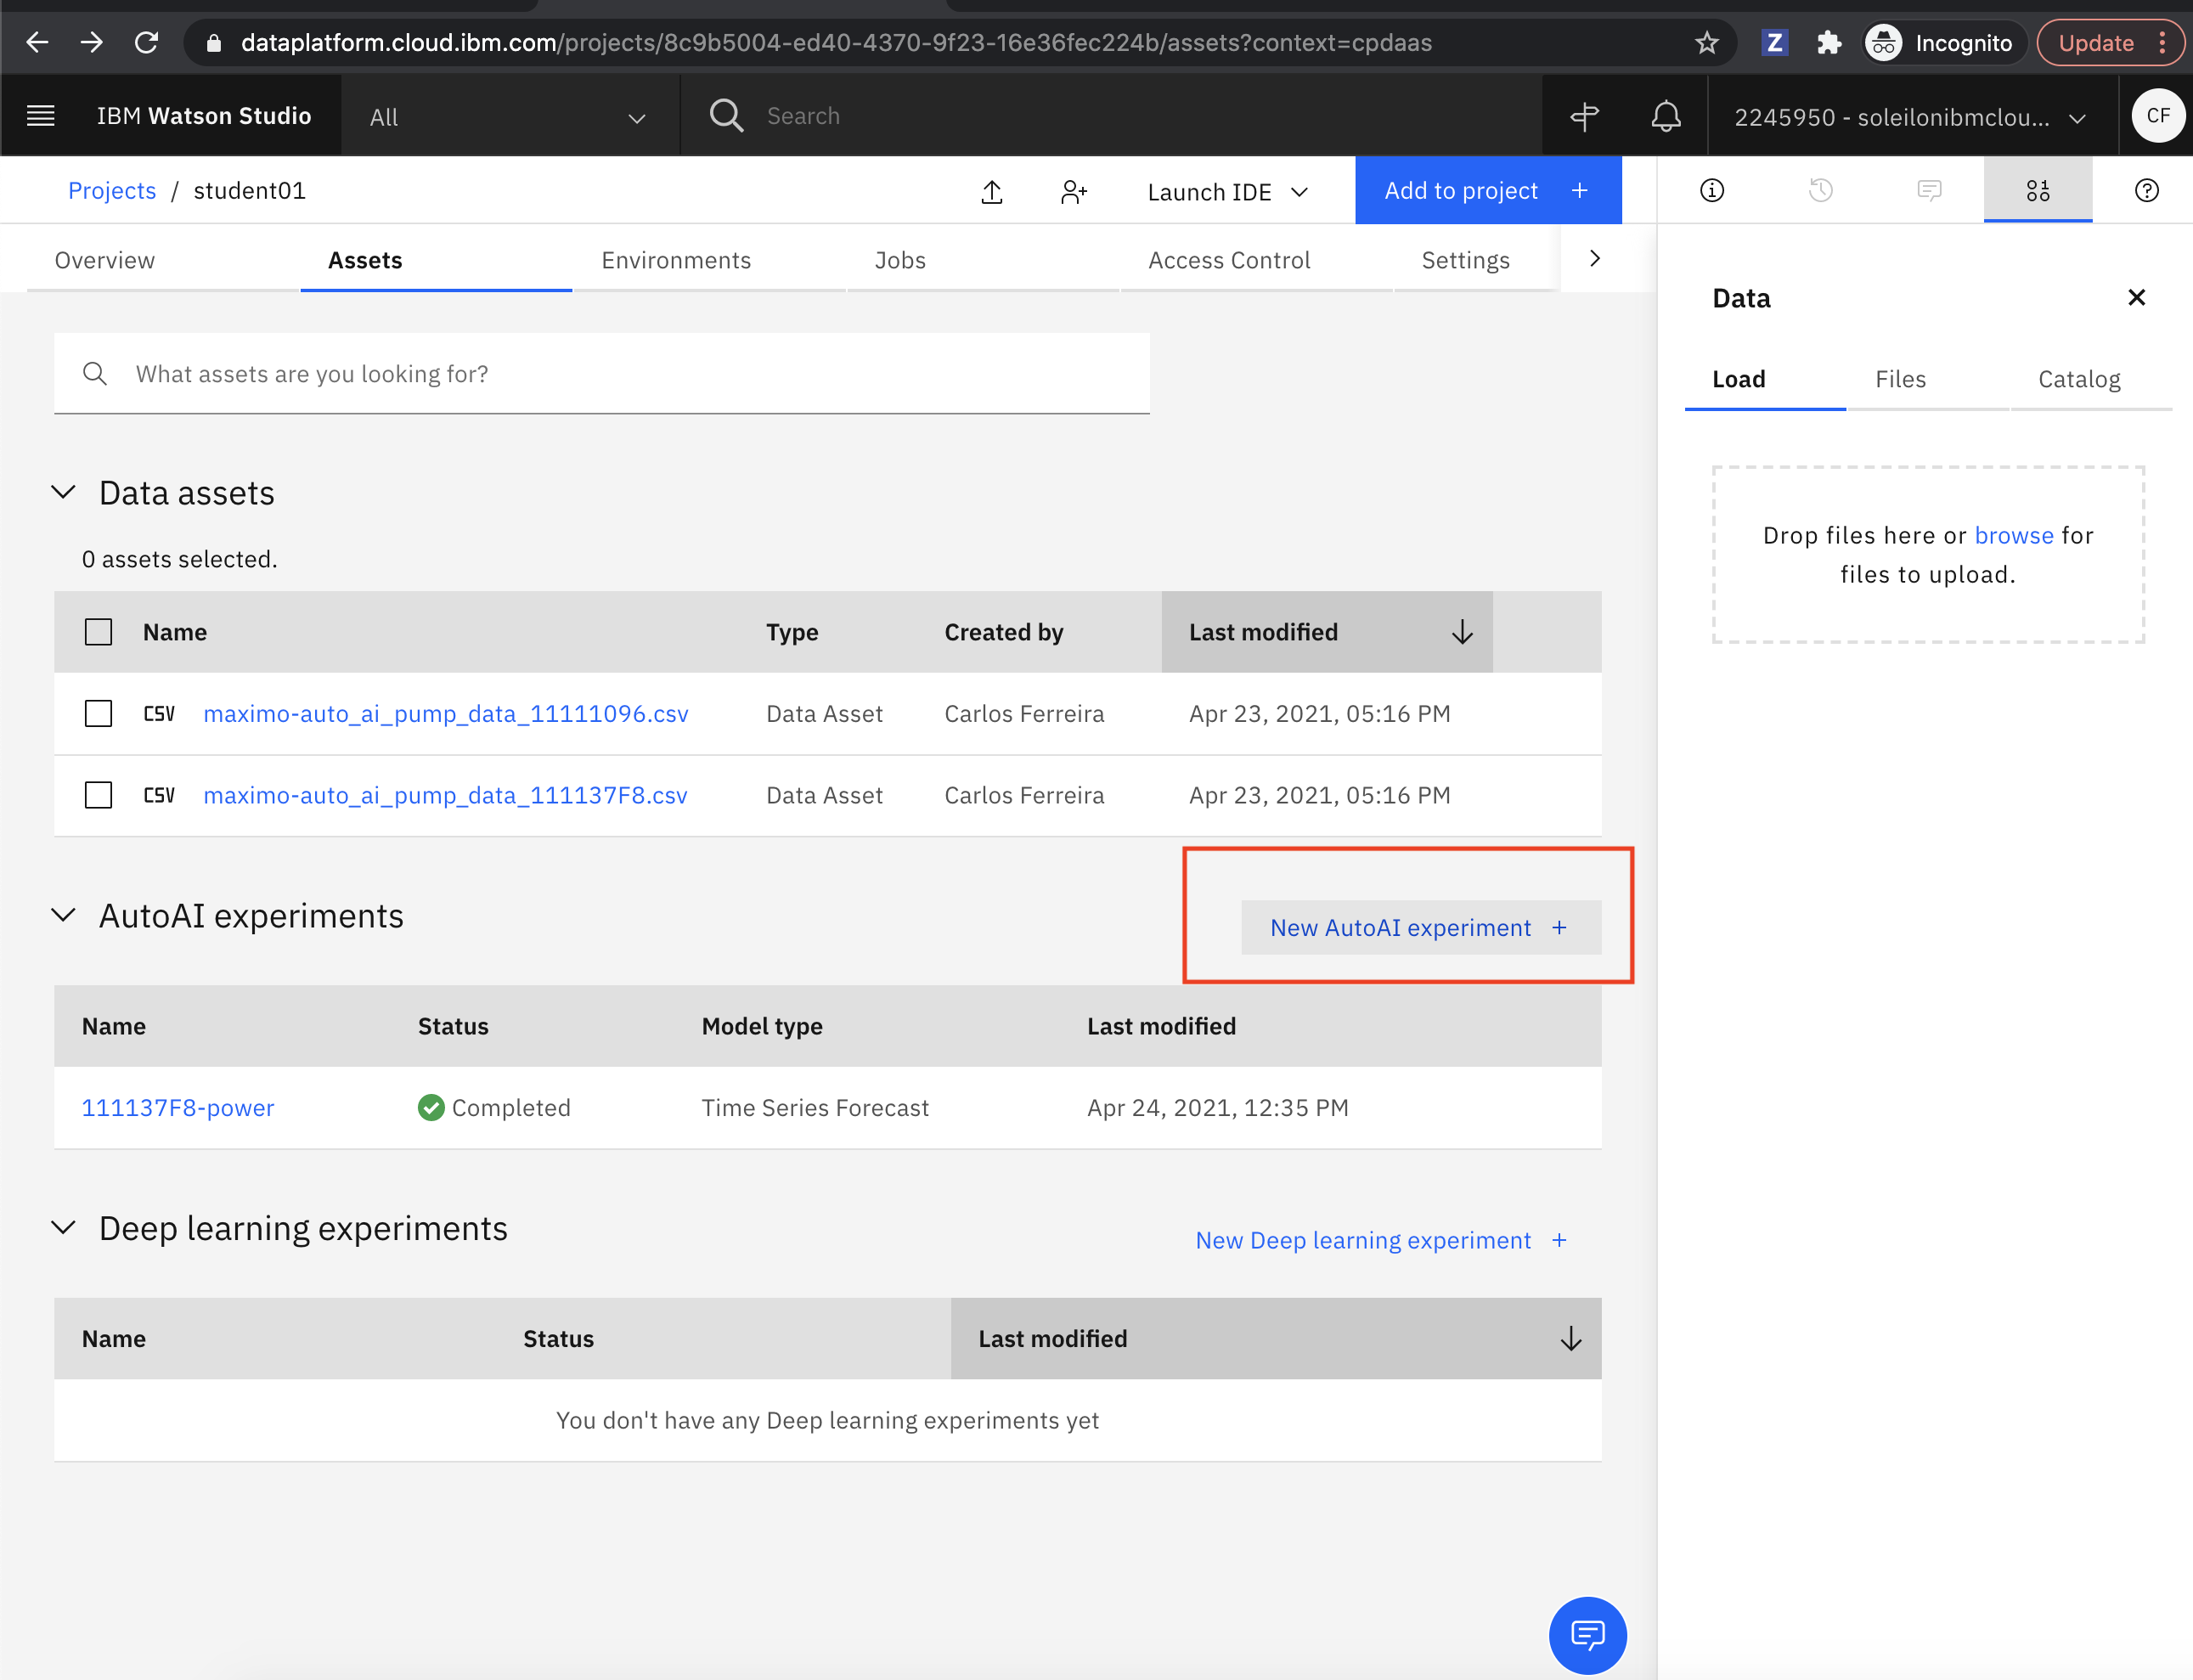 dataplatform.cloud.ibm.com/projects/8c9b5004-ed40-4370-9f23-16e36fec224b/assets?context=cpdaas
Z
Incognito
Update
IBM Watson Studio
All
Search
2245950 - soleilonibmclou...
CF
Projects / student01
Launch IDE
Add to project +
Overview
Assets
Environments
Jobs
Access Control
Settings
Data
Load
Files
Catalog
Drop files here or browse for
files to upload.
What assets are you looking for?
Data assets
0 assets selected.
Name Type Created by Last modified
CSV maximo-auto_ai_pump_data_11111096.csv Data Asset Carlos Ferreira Apr 23, 2021, 05:16 PM
CSV maximo-auto_ai_pump_data_111137F8.csv Data Asset Carlos Ferreira Apr 23, 2021, 05:16 PM
AutoAI experiments
New AutoAI experiment +
Name Status Model type Last modified
111137F8-power Completed Time Series Forecast Apr 24, 2021, 12:35 PM
Deep learning experiments
New Deep learning experiment +
Name Status Last modified
You don't have any Deep learning experiments yet